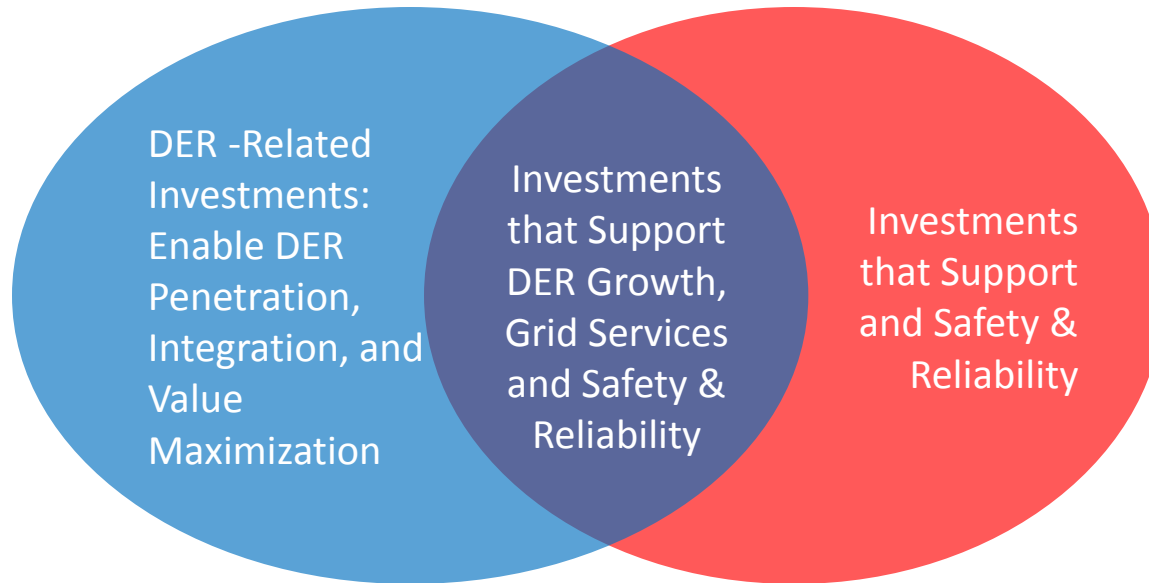 DER -Related
Investments:
Enable DER
Penetration,
Integration, and
Value
Maximization
Investments
that Support
DER Growth,
Grid Services
and Safety &
Reliability
Investments
that Support
and Safety &
Reliability